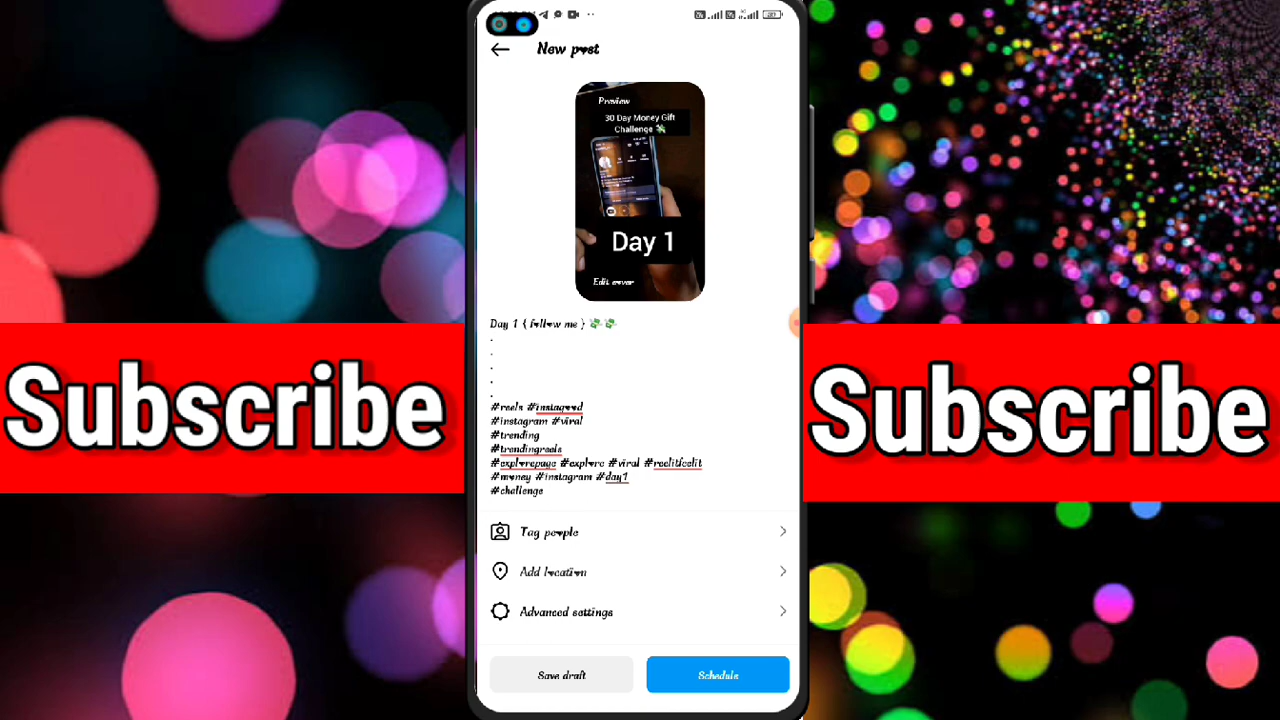 New post
Preview
30 Day Money Gift
Challenge 💸
Day 1
Edit cover
Day 1 { follow me } 💸💸
.
.
.
.
.
#reels #instagood
#instagram #viral
#trending
#trendingreels
#explorepage #explore #viral #reelitfeelit
#money #instagram #day1
#challenge
Tag people
Add location
Advanced settings
Save draft
Schedule
Subscribe
Subscribe